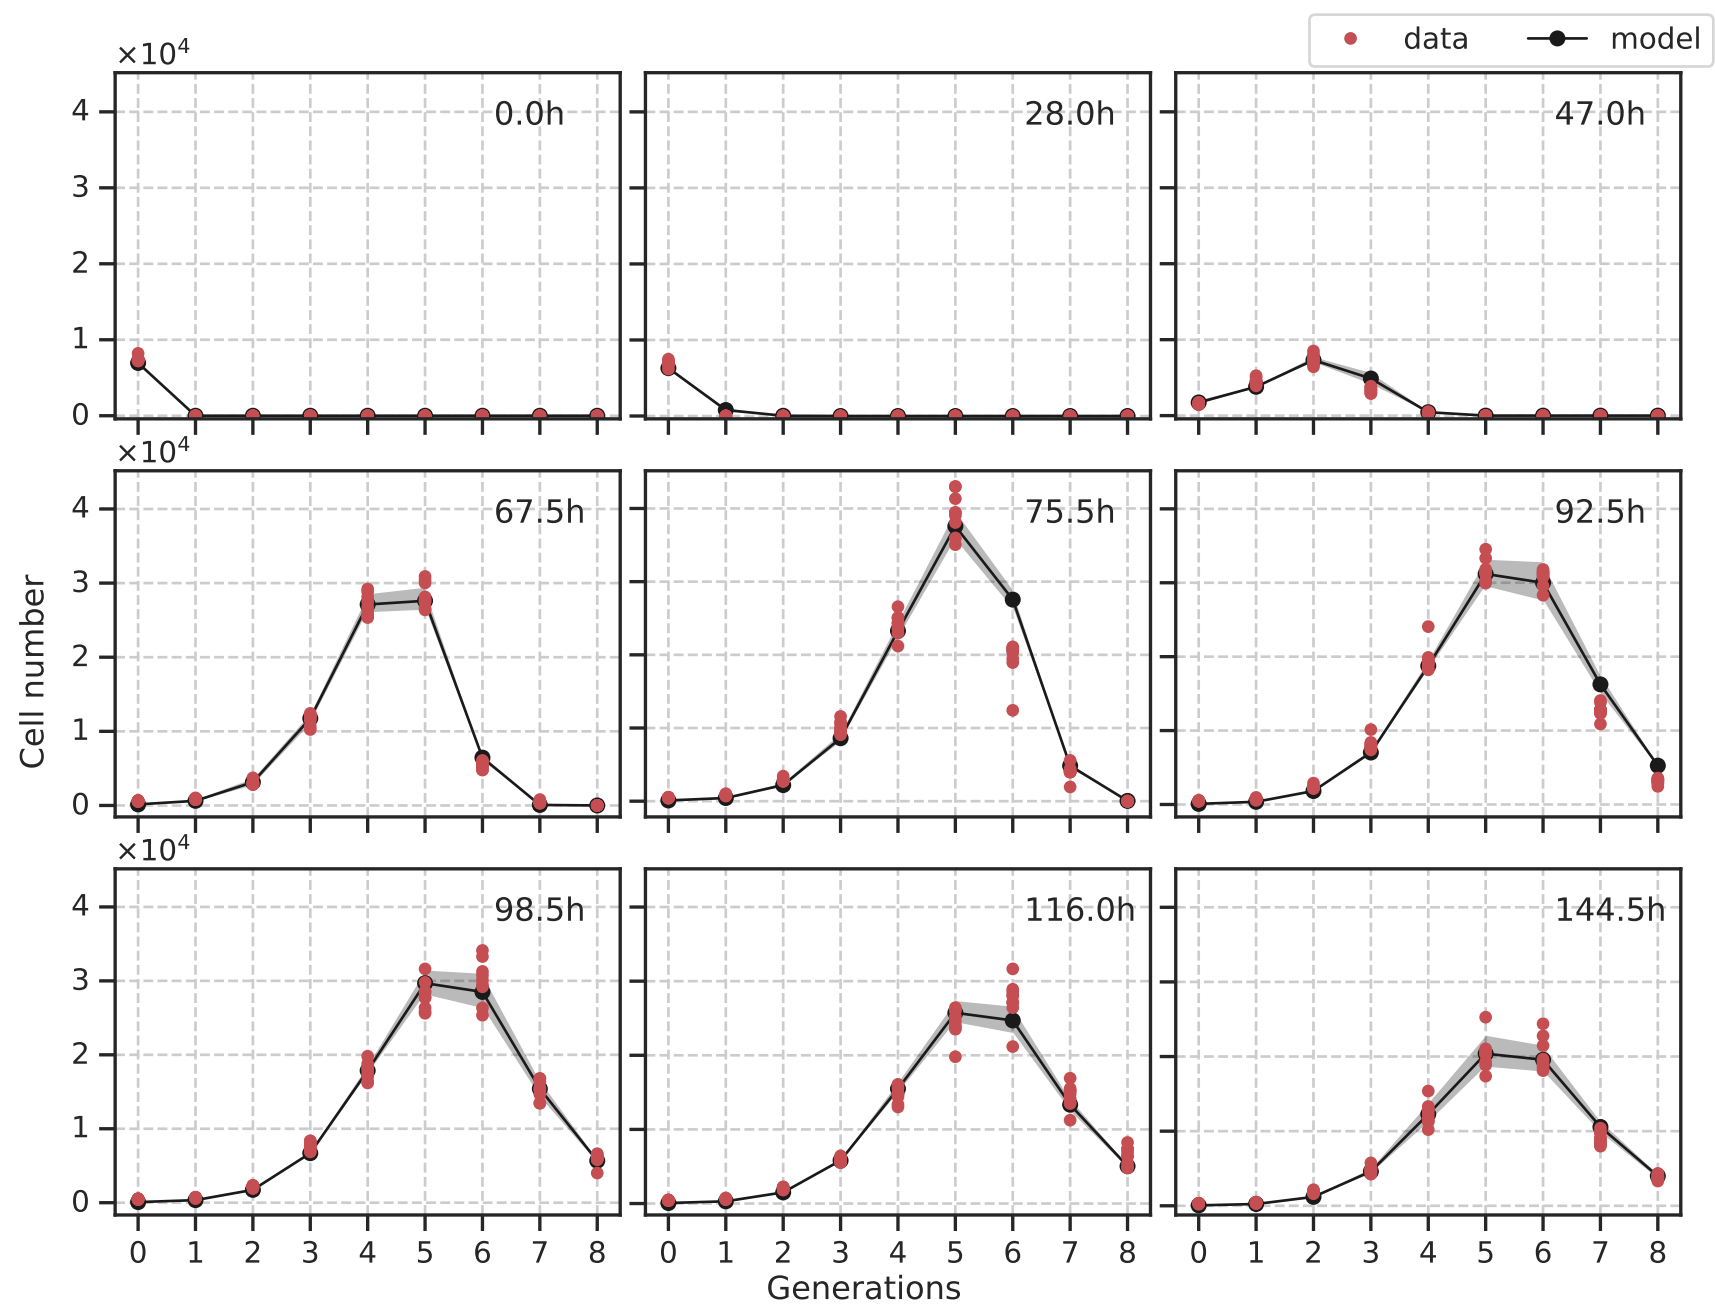 data model
×10⁴
4 3 2 1 0
0.0h 28.0h 47.0h
×10⁴
4 3 2 1 0
67.5h 75.5h 92.5h
Cell number
×10⁴
4 3 2 1 0
98.5h 116.0h 144.5h
0 1 2 3 4 5 6 7 8 0 1 2 3 4 5 6 7 8 0 1 2 3 4 5 6 7 8
Generations